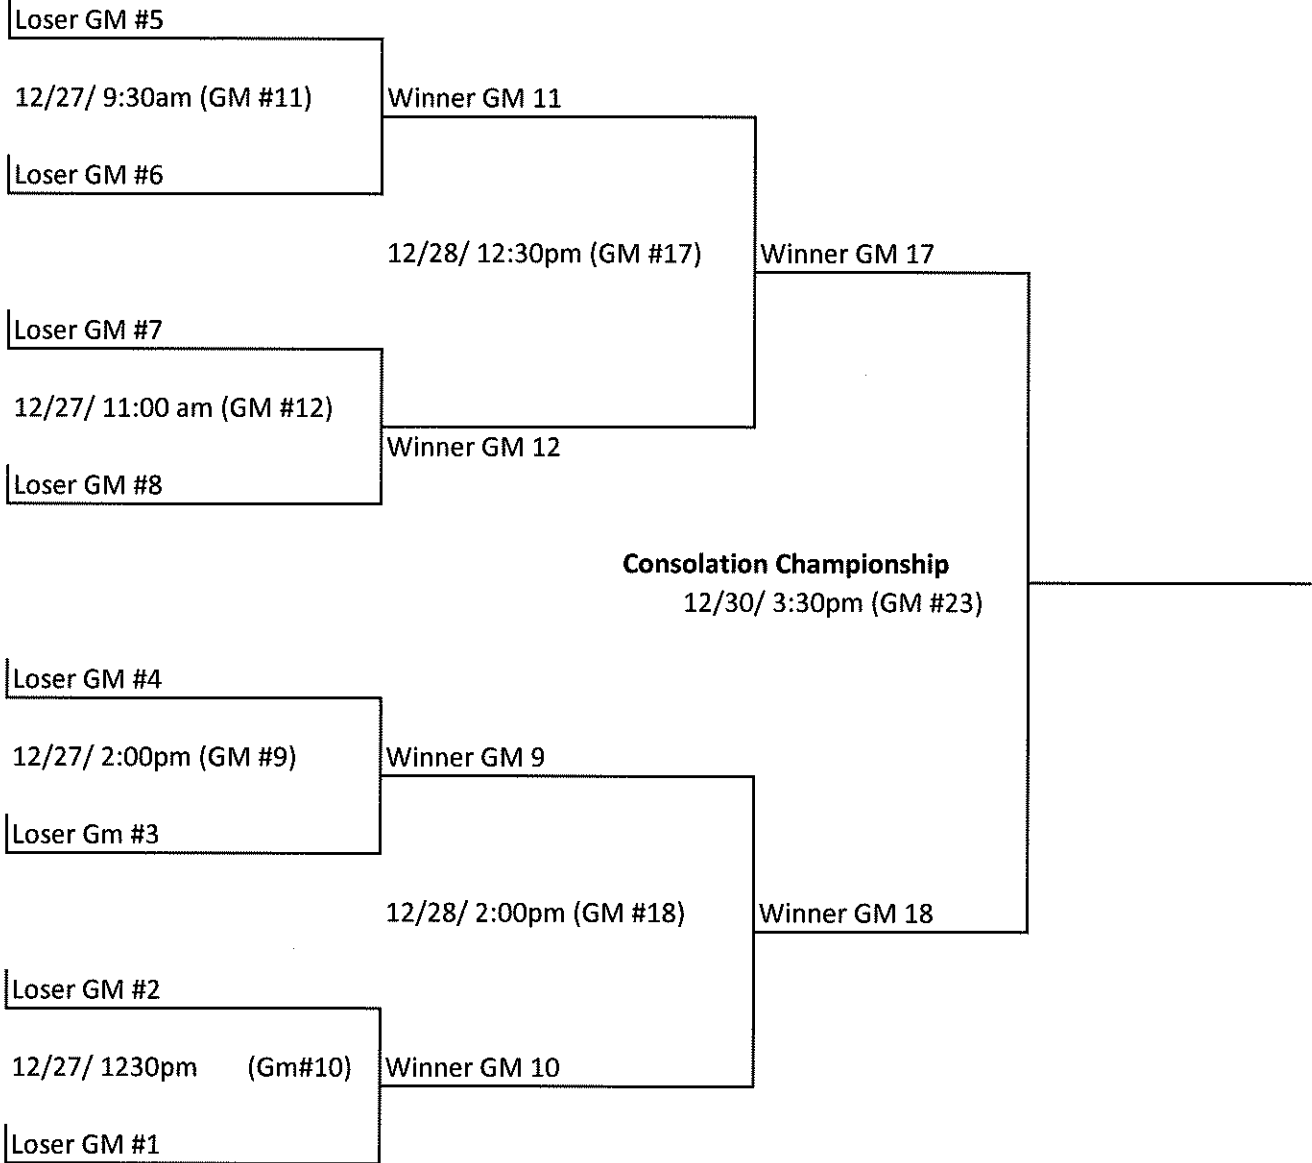 Loser GM #5
12/27/ 9:30am (GM #11)
Winner GM 11
Loser GM #6
12/28/ 12:30pm (GM #17)
Winner GM 17
Loser GM #7
12/27/ 11:00 am (GM #12)
Winner GM 12
Loser GM #8
Consolation Championship
12/30/ 3:30pm (GM #23)
Loser GM #4
12/27/ 2:00pm (GM #9)
Winner GM 9
Loser Gm #3
12/28/ 2:00pm (GM #18)
Winner GM 18
Loser GM #2
12/27/ 1230pm (Gm#10)
Winner GM 10
Loser GM #1